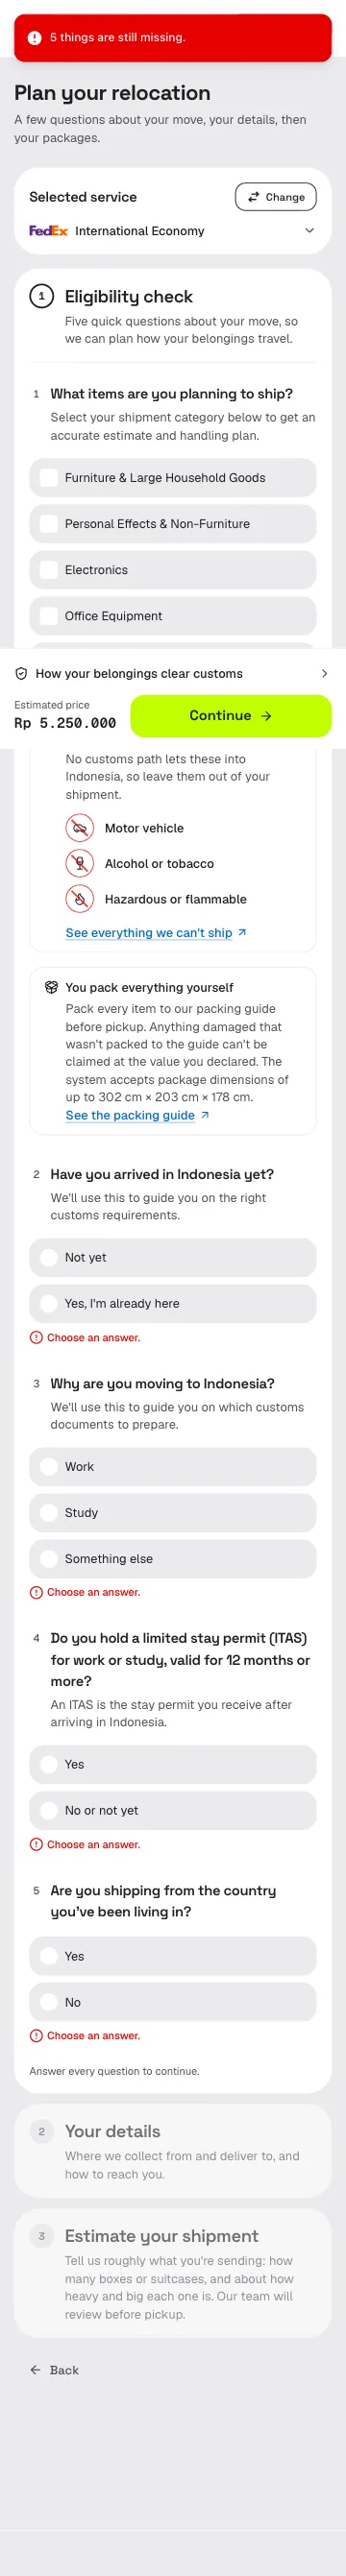 5 things are still missing.
Plan your relocation
A few questions about your move, your details, then
your packages.
Selected service
Change
FedEx International Economy
1 Eligibility check
Five quick questions about your move, so
we can plan how your belongings travel.
1 What items are you planning to ship?
Select your shipment category below to get an
accurate estimate and handling plan.
Furniture & Large Household Goods
Personal Effects & Non-Furniture
Electronics
Office Equipment
How your belongings clear customs
Estimated price
Rp 5.250.000
Continue
No customs path lets these into
Indonesia, so leave them out of your
shipment.
Motor vehicle
Alcohol or tobacco
Hazardous or flammable
See everything we can't ship
You pack everything yourself
Pack every item to our packing guide
before pickup. Anything damaged that
wasn't packed to the guide can't be
claimed at the value you declared. The
system accepts package dimensions of
up to 302 cm × 203 cm × 178 cm.
See the packing guide
2 Have you arrived in Indonesia yet?
We'll use this to guide you on the right
customs requirements.
Not yet
Yes, I'm already here
Choose an answer.
3 Why are you moving to Indonesia?
We'll use this to guide you on which customs
documents to prepare.
Work
Study
Something else
Choose an answer.
4 Do you hold a limited stay permit (ITAS)
for work or study, valid for 12 months or
more?
An ITAS is the stay permit you receive after
arriving in Indonesia.
Yes
No or not yet
Choose an answer.
5 Are you shipping from the country
you've been living in?
Yes
No
Choose an answer.
Answer every question to continue.
2 Your details
Where we collect from and deliver to, and
how to reach you.
3 Estimate your shipment
Tell us roughly what you're sending: how
many boxes or suitcases, and about how
heavy and big each one is. Our team will
review before pickup.
Back